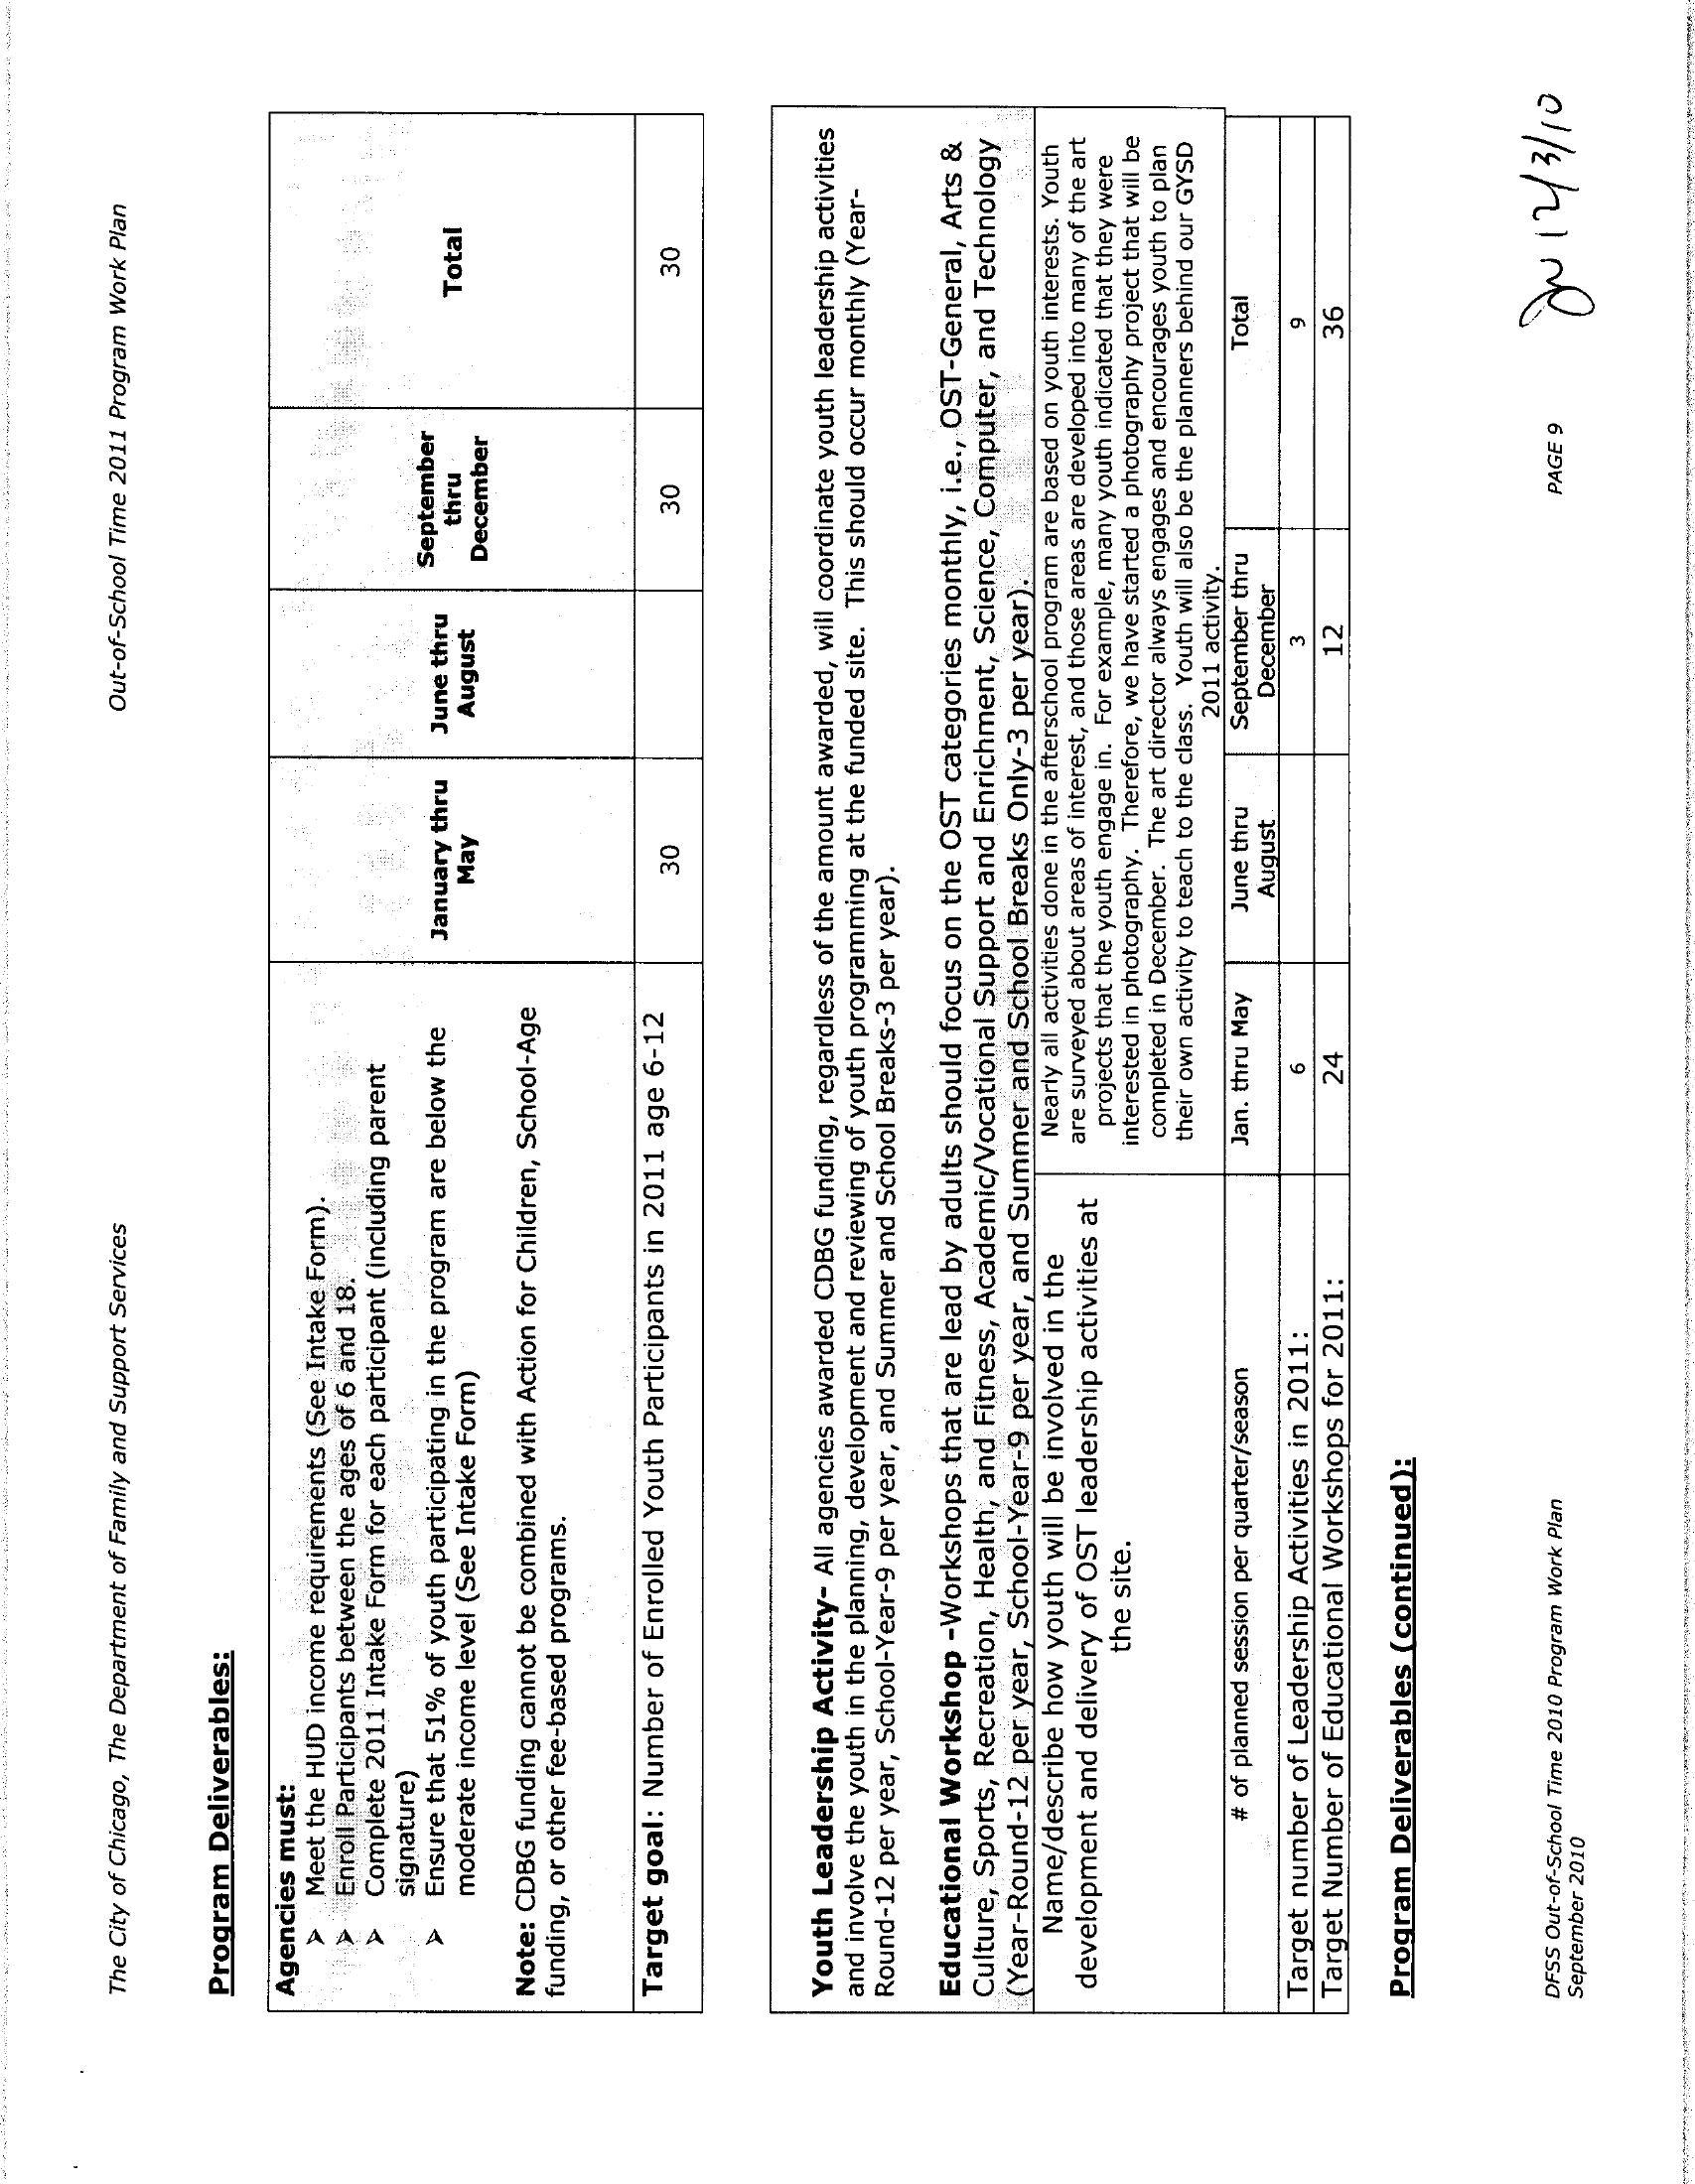 The City of Chicago, The Department of Family and Support Services
Out-of-School Time 2011 Program Work Plan
Program Deliverables:
Agencies must:
➤ Meet the HUD income requirements (See Intake Form).
➤ Enroll Participants between the ages of 6 and 18.
➤ Complete 2011 Intake Form for each participant (including parent
signature)
➤ Ensure that 51% of youth participating in the program are below the
moderate income level (See Intake Form)
Note: CDBG funding cannot be combined with Action for Children, School-Age
funding, or other fee-based programs.
January thru
May
June thru
August
September
thru
December
Total
Target goal: Number of Enrolled Youth Participants in 2011 age 6-12
30
30
30
Youth Leadership Activity- All agencies awarded CDBG funding, regardless of the amount awarded, will coordinate youth leadership activities
and involve the youth in the planning, development and reviewing of youth programming at the funded site. This should occur monthly (Year-
Round-12 per year, School-Year-9 per year, and Summer and School Breaks-3 per year).
Educational Workshop -Workshops that are lead by adults should focus on the OST categories monthly, i.e., OST-General, Arts &
Culture, Sports, Recreation, Health, and Fitness, Academic/Vocational Support and Enrichment, Science, Computer, and Technology
(Year-Round-12 per year, School-Year-9 per year, and Summer and School Breaks Only-3 per year).
Name/describe how youth will be involved in the
development and delivery of OST leadership activities at
the site.
Nearly all activities done in the afterschool program are based on youth interests. Youth
are surveyed about areas of interest, and those areas are developed into many of the art
projects that the youth engage in. For example, many youth indicated that they were
interested in photography. Therefore, we have started a photography project that will be
completed in December. The art director always engages and encourages youth to plan
their own activity to teach to the class. Youth will also be the planners behind our GYSD
2011 activity.
# of planned session per quarter/season
Jan. thru May
June thru
August
September thru
December
Total
Target number of Leadership Activities in 2011:
6
3
9
Target Number of Educational Workshops for 2011:
24
12
36
Program Deliverables (continued):
DFSS Out-of-School Time 2010 Program Work Plan
September 2010
PAGE 9
12/3/10